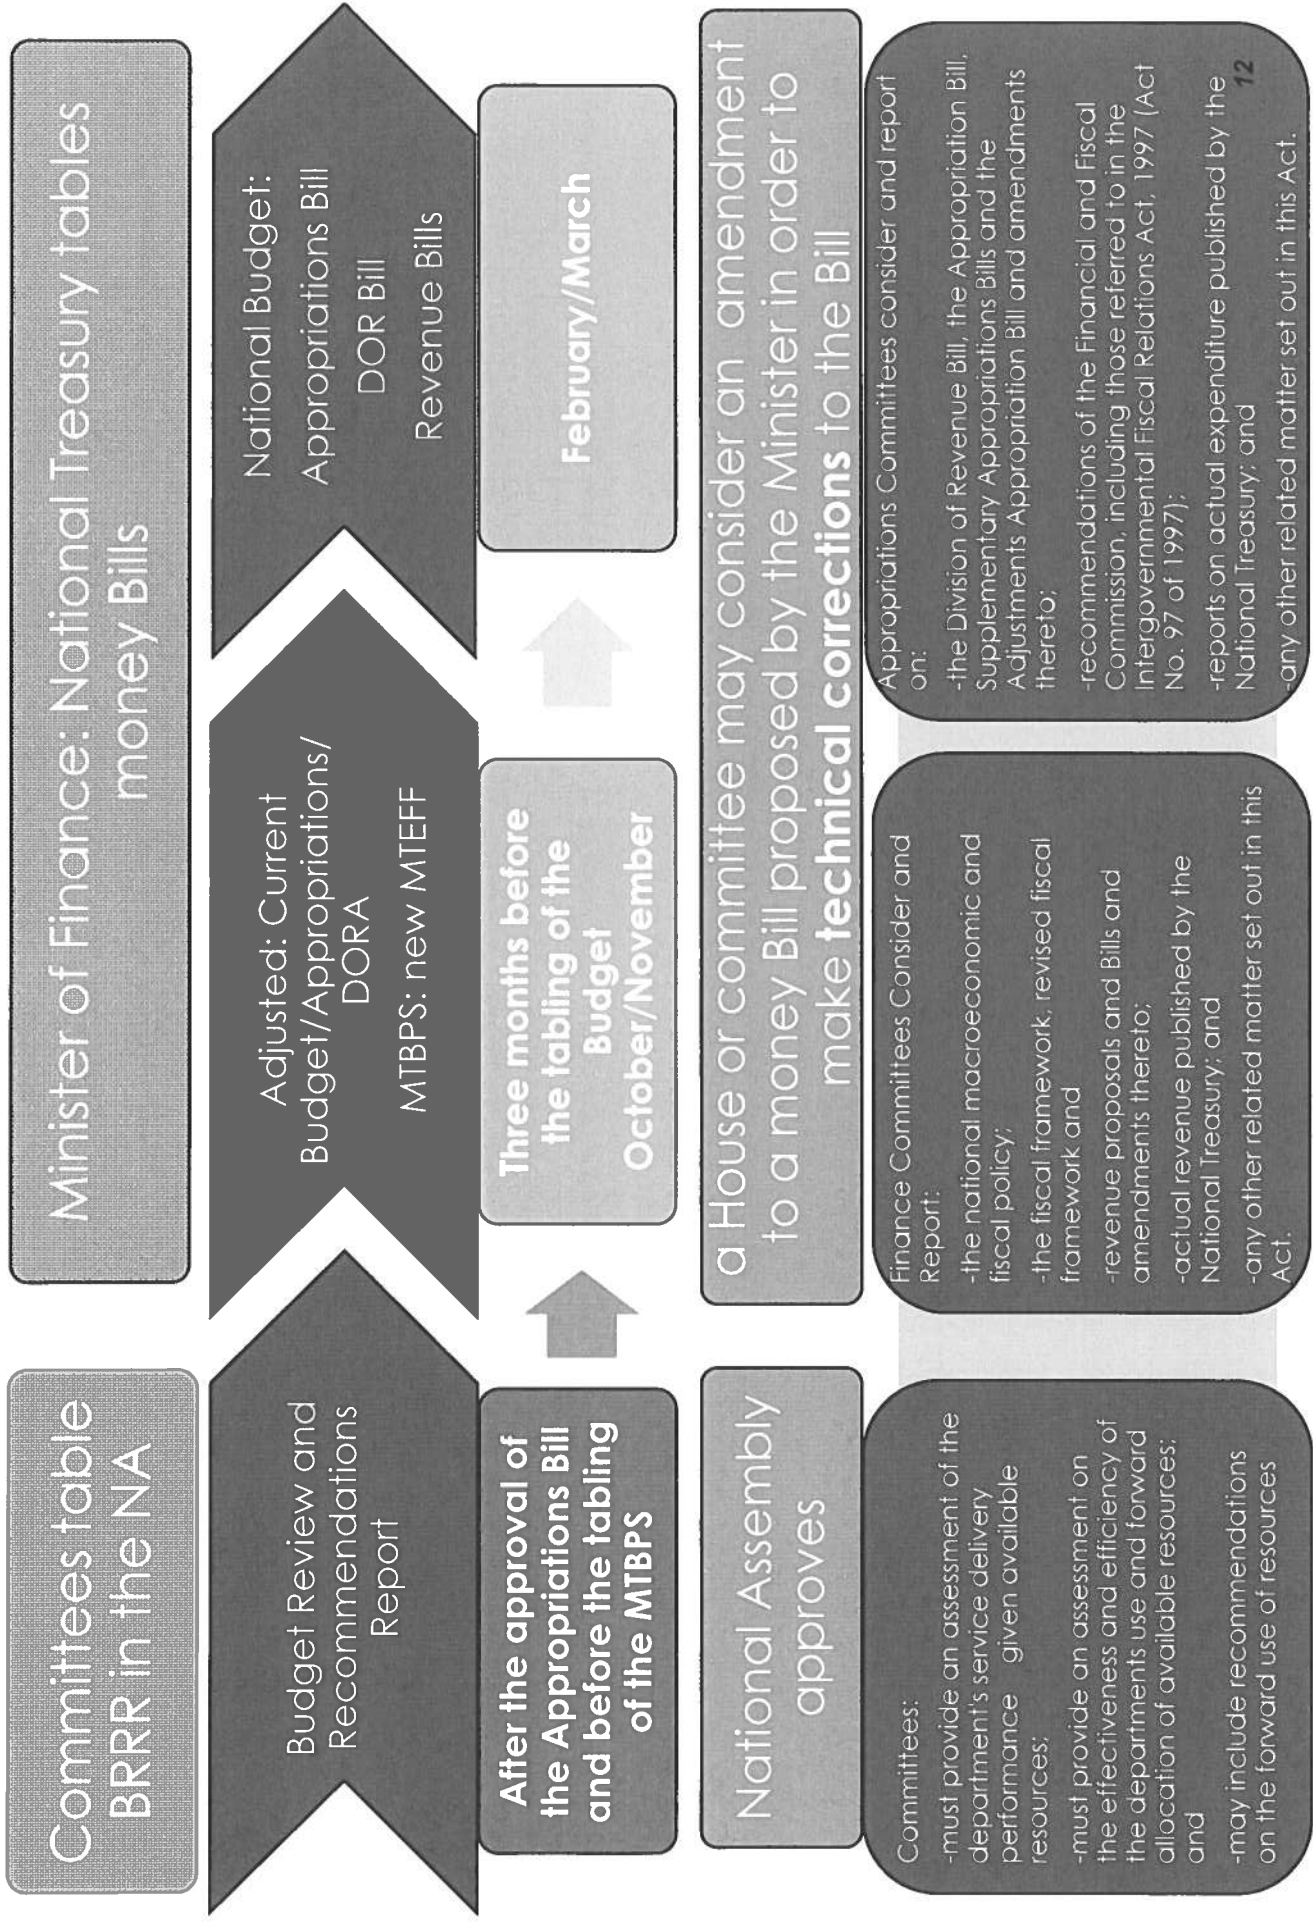 Committees table
BRRR in the NA
Minister of Finance: National Treasury tables
money Bills
Budget Review and
Recommendations
Report
Adjusted: Current
Budget/Appropriations/
DORA
MTBPS: new MTEFF
National Budget:
Appropriations Bill
DOR Bill
Revenue Bills
After the approval of
the Appropriations Bill
and before the tabling
of the MTBPS
Three months before
the tabling of the
Budget
October/November
February/March
National Assembly
approves
a House or committee may consider an amendment
to a money Bill proposed by the Minister in order to
make technical corrections to the Bill
Committees:
-must provide an assessment of the
department's service delivery
performance given available
resources;
-must provide an assessment on
the effectiveness and efficiency of
the departments use and forward
allocation of available resources;
and
-may include recommendations
on the forward use of resources
Finance Committees Consider and
Report:
-the national macroeconomic and
fiscal policy;
-the fiscal framework, revised fiscal
framework and
-revenue proposals and Bills and
amendments thereto;
-actual revenue published by the
National Treasury; and
-any other related matter set out in this
Act.
Appropriations Committees consider and report
on:
-the Division of Revenue Bill, the Appropriation Bill,
Supplementary Appropriations Bills and the
Adjustments Appropriation Bill and amendments
thereto;
-recommendations of the Financial and Fiscal
Commission, including those referred to in the
Intergovernmental Fiscal Relations Act, 1997 (Act
No. 97 of 1997);
-reports on actual expenditure published by the
National Treasury; and
-any other related matter set out in this Act.
12